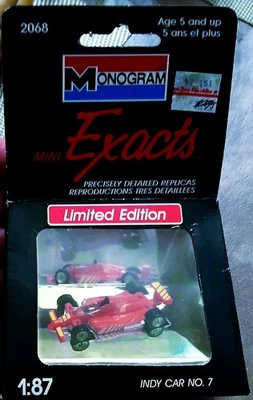 2068
Age 5 and up
5 ans et plus
MONOGRAM
MINI Exacts
PRECISELY DETAILED REPLICAS
REPRODUCTIONS TRES DETAILLEES
Limited Edition
1:87
INDY CAR NO. 7